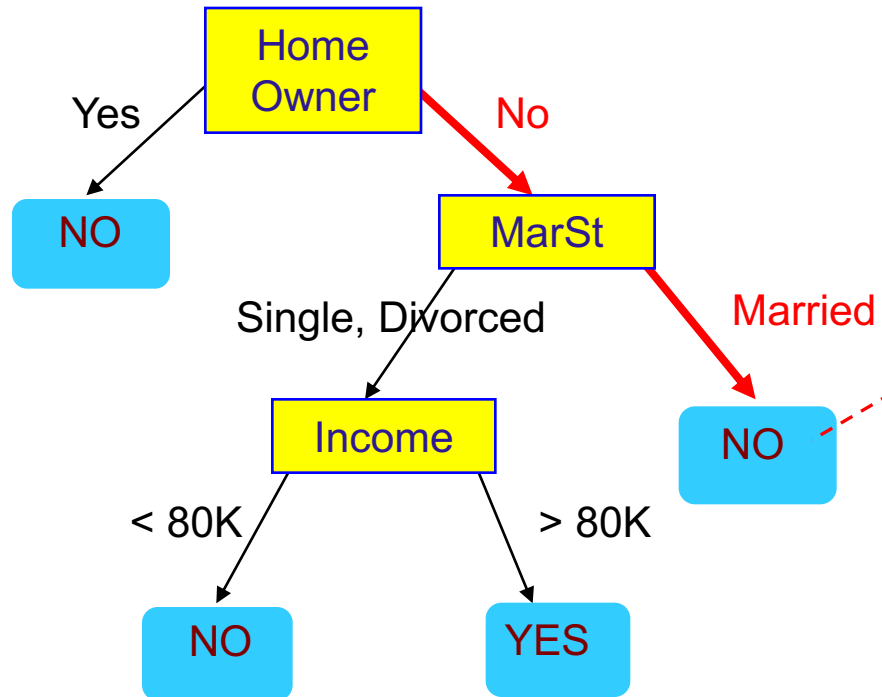 Home
Owner
Yes
No
NO
MarSt
Single, Divorced
Married
Income
NO
< 80K
> 80K
NO
YES